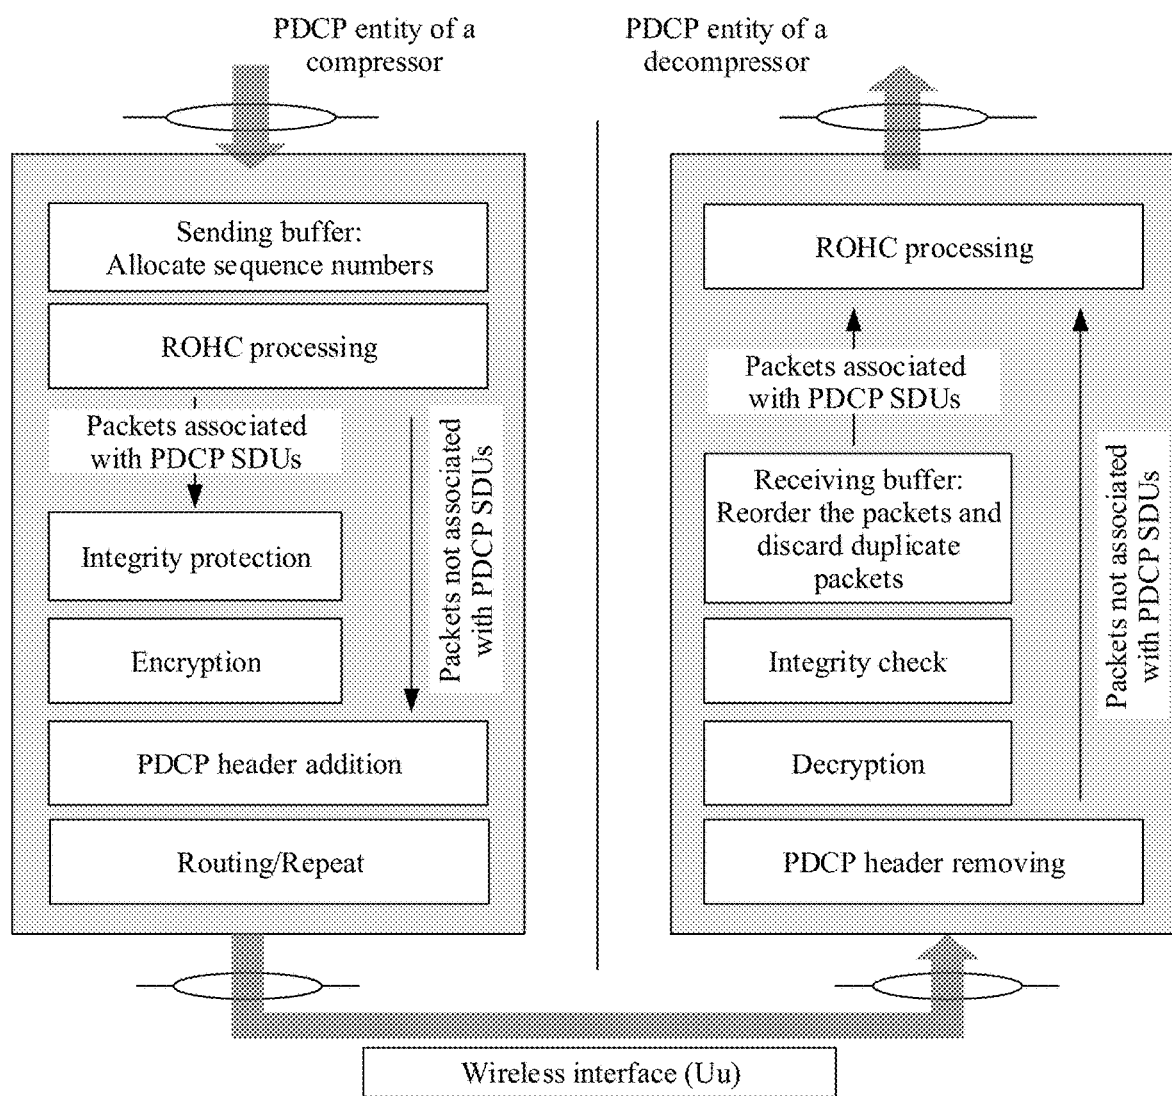 PDCP entity of a
compressor
Sending buffer:
Allocate sequence numbers
ROHC processing
Packets associated
with PDCP SDUs
Packets not associated
with PDCP SDUs
Integrity protection
Encryption
PDCP header addition
Routing/Repeat
PDCP entity of a
decompressor
ROHC processing
Packets associated
with PDCP SDUs
Packets not associated
with PDCP SDUs
Receiving buffer:
Reorder the packets and
discard duplicate
packets
Integrity check
Decryption
PDCP header removing
Wireless interface (Uu)